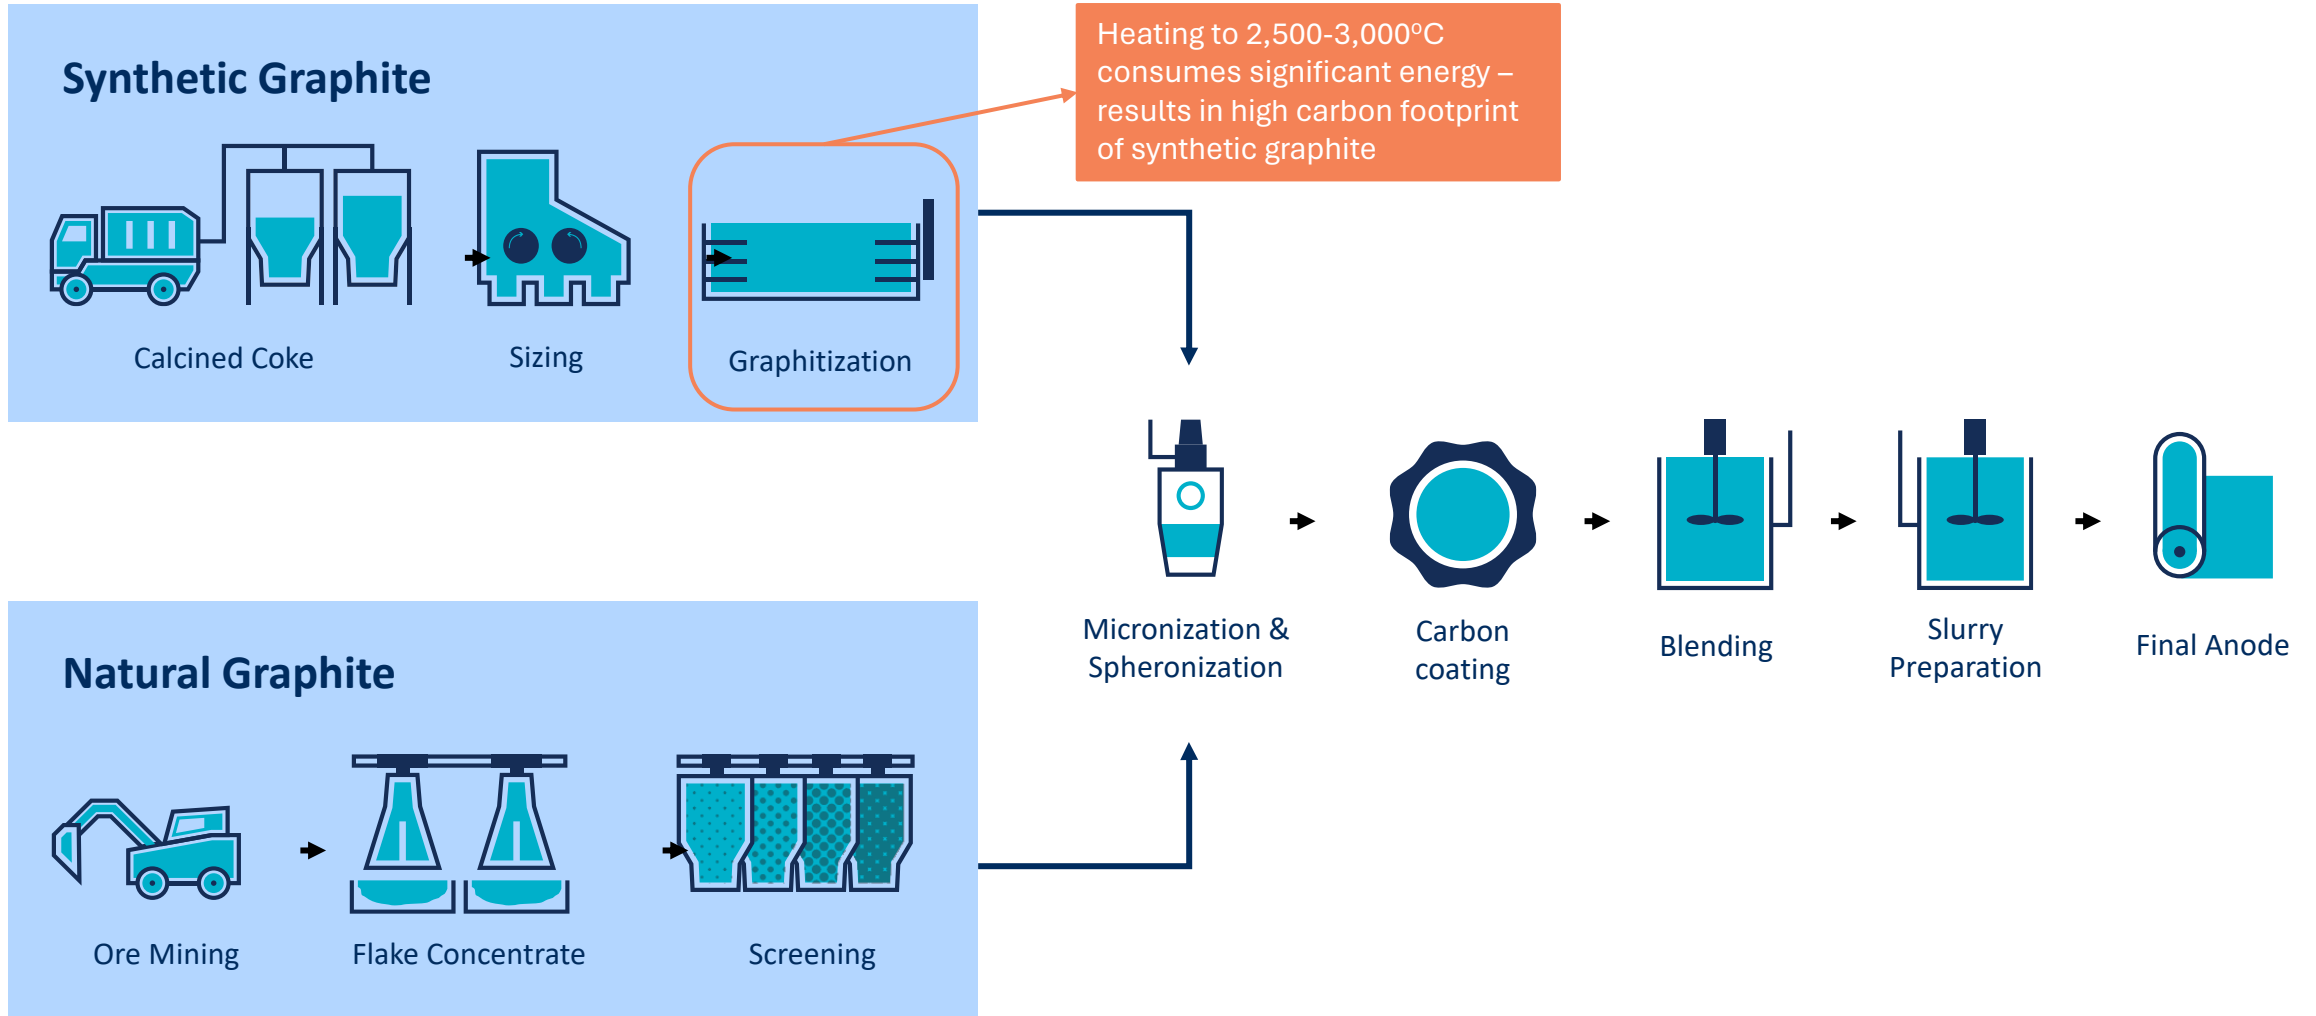 Synthetic Graphite
Calcined Coke
Sizing
Graphitization
Heating to 2,500-3,000°C
consumes significant energy –
results in high carbon footprint
of synthetic graphite
Micronization &
Spheronization
Carbon
coating
Blending
Slurry
Preparation
Final Anode
Natural Graphite
Ore Mining
Flake Concentrate
Screening